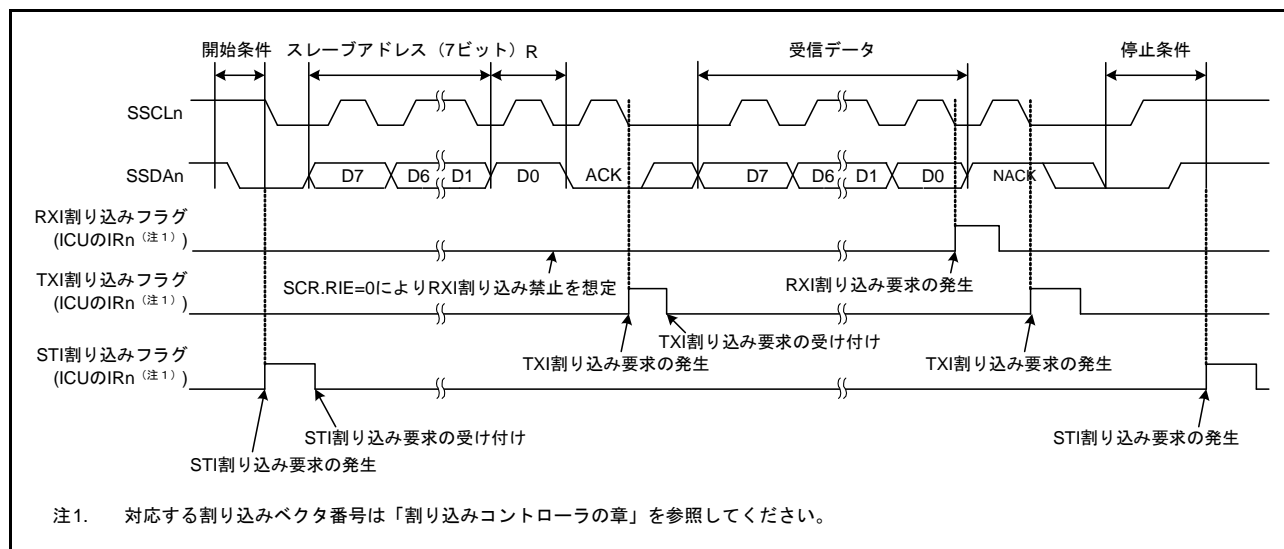 開始条件 スレーブアドレス（7ビット） R 受信データ 停止条件
SSCLn
SSDAn D7 D6 D1 D0 ACK D7 D6 D1 D0 NACK
RXI割り込みフラグ
(ICUのIRn（注1）)
SCR.RIE=0によりRXI割り込み禁止を想定 RXI割り込み要求の発生
TXI割り込みフラグ
(ICUのIRn（注1）)
TXI割り込み要求の受け付け
TXI割り込み要求の発生 TXI割り込み要求の発生
STI割り込みフラグ
(ICUのIRn（注1）)
STI割り込み要求の受け付け STI割り込み要求の発生
STI割り込み要求の発生
注1. 対応する割り込みベクタ番号は「割り込みコントローラの章」を参照してください。